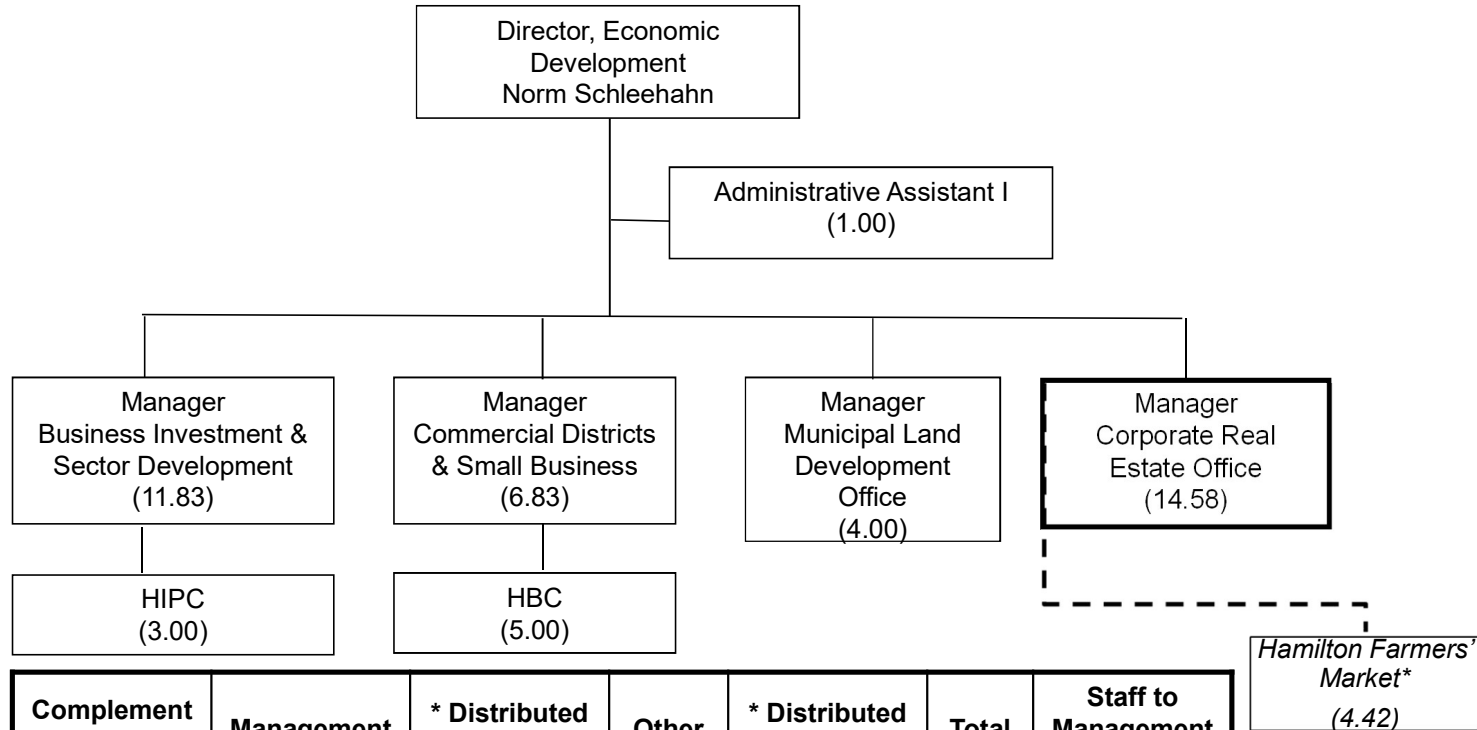 Director, Economic
Development
Norm Schleehahn
Administrative Assistant I
(1.00)
Manager
Business Investment &
Sector Development
(11.83)
Manager
Commercial Districts
& Small Business
(6.83)
Manager
Municipal Land
Development
Office
(4.00)
Manager
Corporate Real
Estate Office
(14.58)
HIPC
(3.00)
HBC
(5.00)
Hamilton Farmers’
Market*
(4.42)
Complement
Management
* Distributed
Other
* Distributed
Total
Staff to
Management